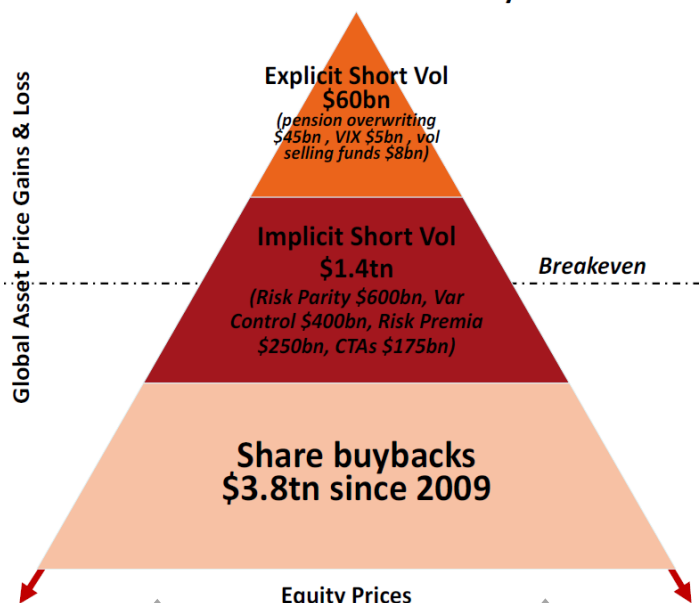 Explicit Short Vol
$60bn
(pension overwriting
$45bn , VIX $5bn , vol
selling funds $8bn)
Global Asset Price Gains & Loss
Implicit Short Vol
$1.4tn
(Risk Parity $600bn, Var
Control $400bn, Risk Premia
$250bn, CTAs $175bn)
Breakeven
Share buybacks
$3.8tn since 2009
Equity Prices